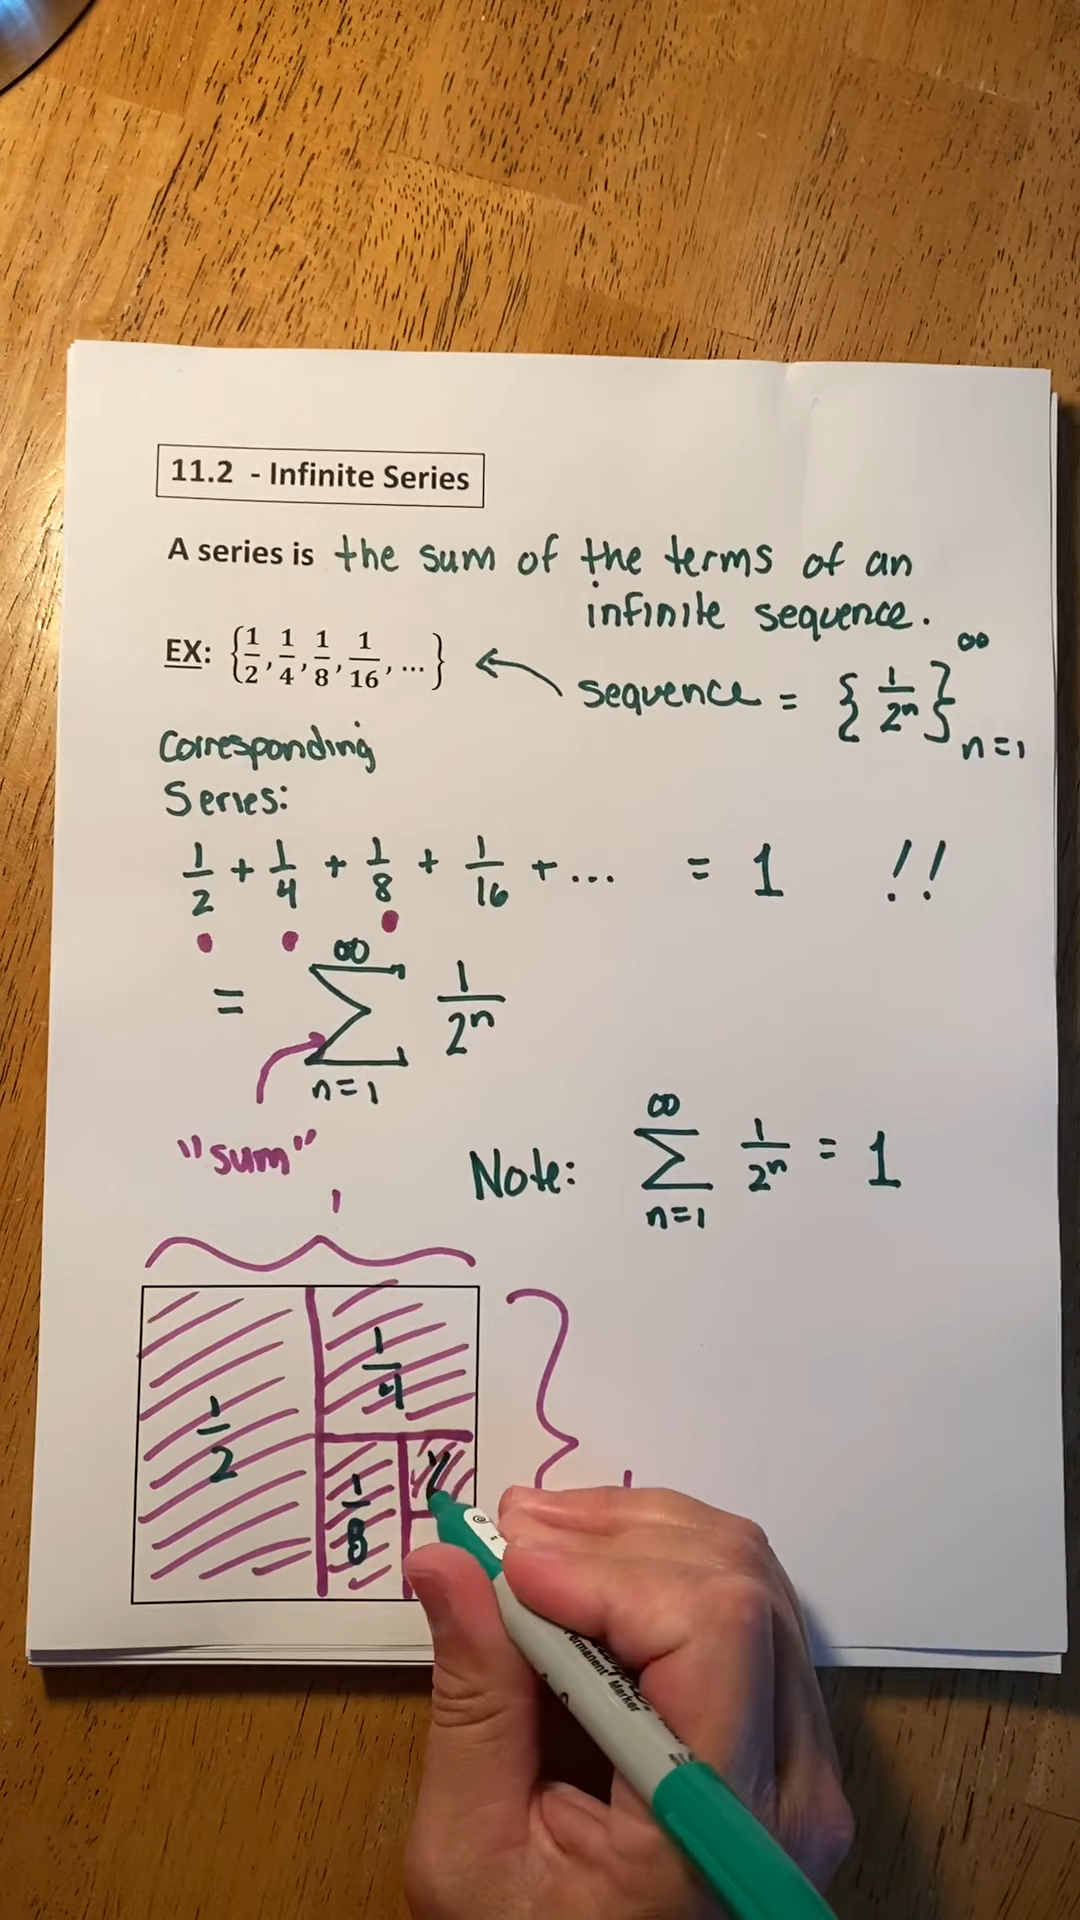 11.2 - Infinite Series
A series is the sum of the terms of an
infinite sequence.
EX: {1/2, 1/4, 1/8, 1/16, ...} ← sequence = {1/2ⁿ}∞ n=1
Corresponding
Series:
1/2 + 1/4 + 1/8 + 1/16 + ... = 1 !!
= ∞ Σ n=1 1/2ⁿ
"sum"
Note: ∞ Σ n=1 1/2ⁿ = 1
1
1/2
1/4
1/8
Permanent Marker